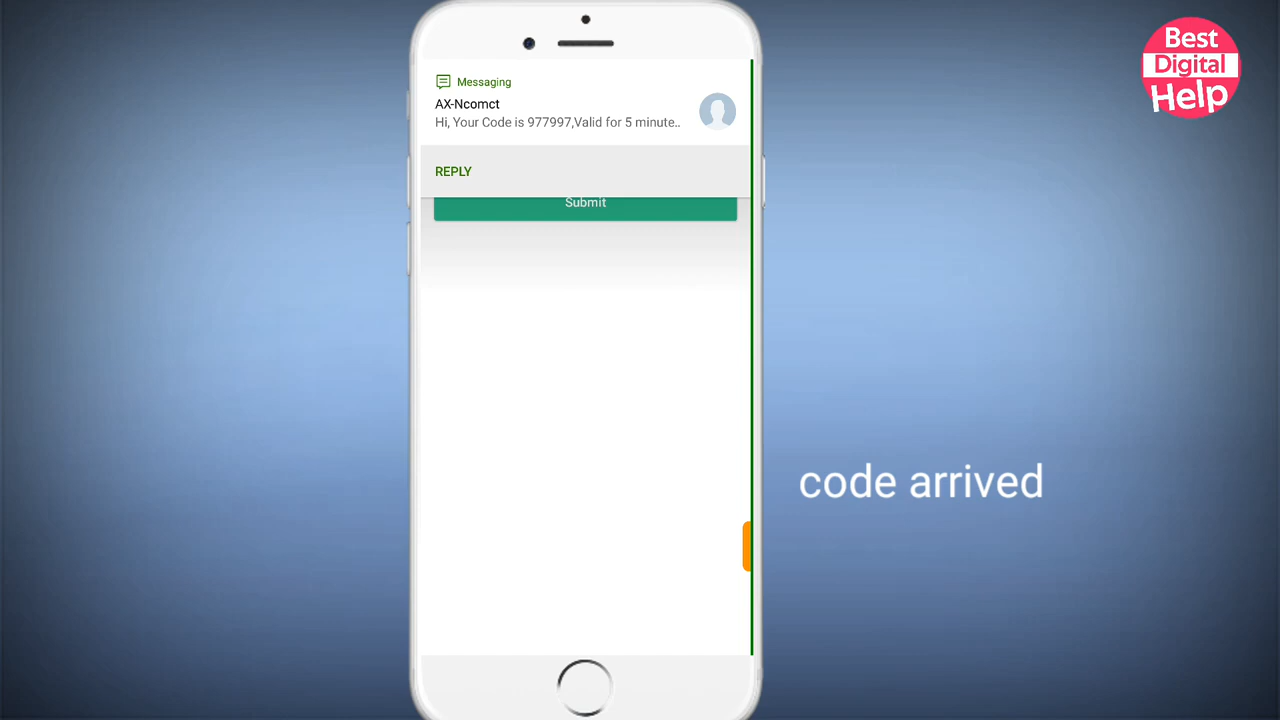 Best
Digital
Help
Messaging
AX-Ncomct
Hi, Your Code is 977997,Valid for 5 minute..
REPLY
Submit
code arrived